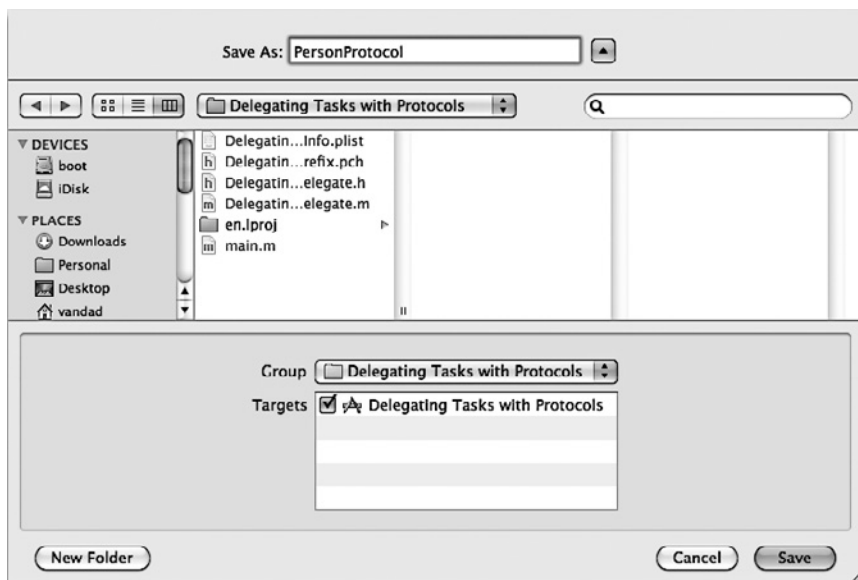 Save As: PersonProtocol
Delegating Tasks with Protocols
DEVICES
boot
iDisk
PLACES
Downloads
Personal
Desktop
vandad
Delegatin...Info.plist
Delegatin...refix.pch
Delegatin...elegate.h
Delegatin...elegate.m
en.lproj
main.m
Group Delegating Tasks with Protocols
Targets Delegating Tasks with Protocols
New Folder Cancel Save